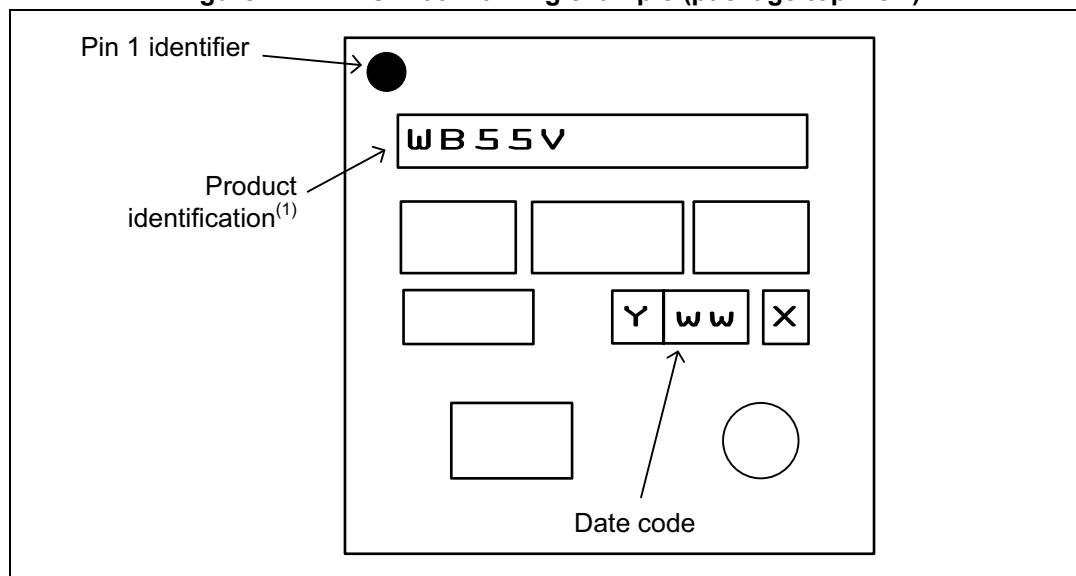 Pin 1 identifier
WB55V
Product
identification(1)
Y ww X
Date code